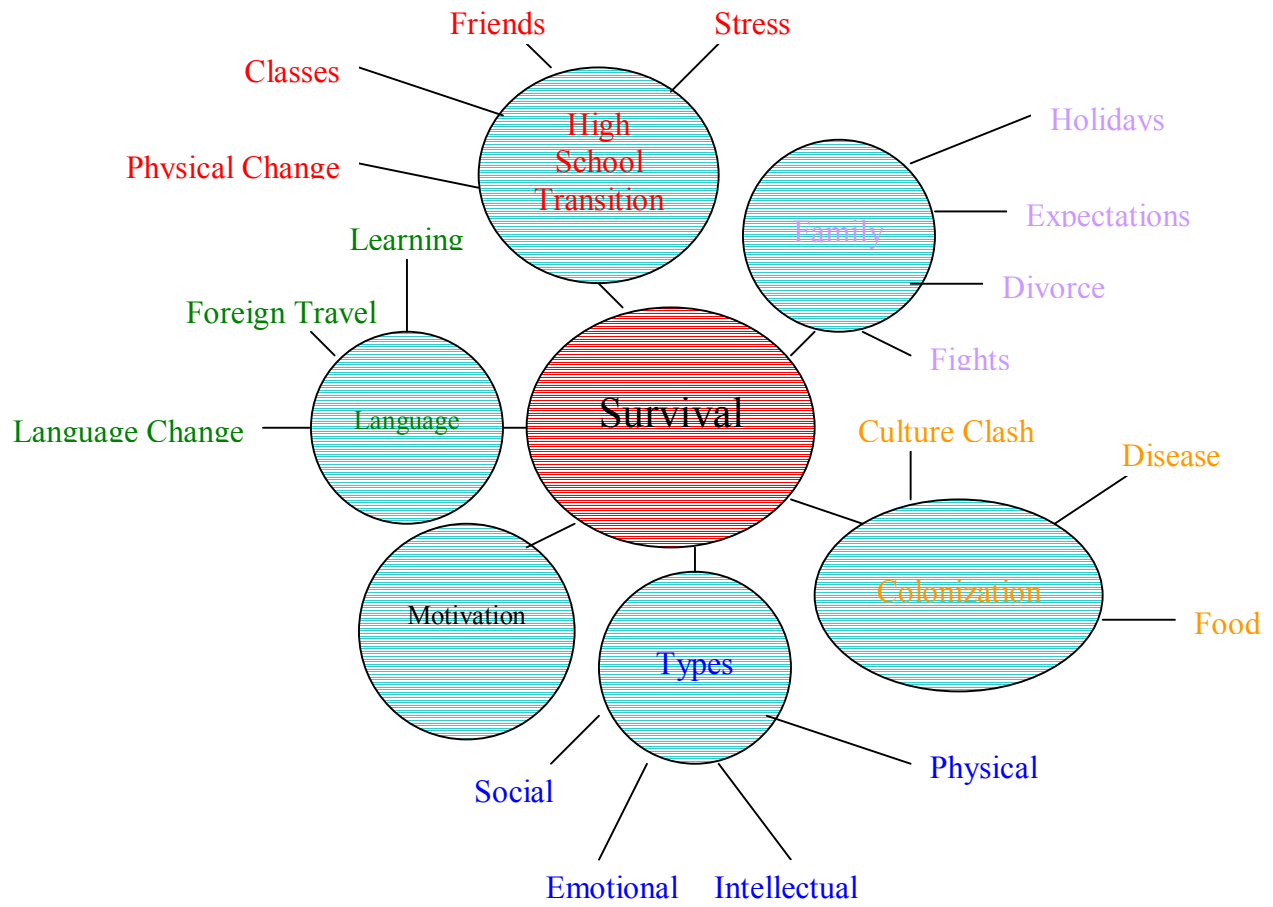 Friends
Stress
Classes
High
School
Transition
Holidays
Physical Change
Expectations
Family
Learning
Divorce
Foreign Travel
Fights
Language
Survival
Language Change
Culture Clash
Disease
Colonization
Motivation
Food
Types
Physical
Social
Emotional
Intellectual